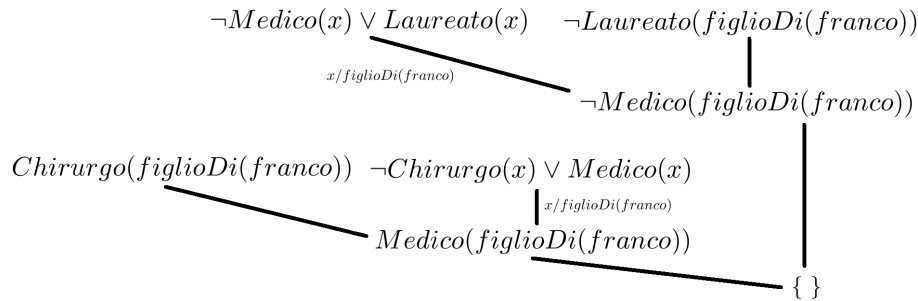 ¬Medico(x) ∨ Laureato(x) ¬Laureato(figlioDi(franco))
x/figlioDi(franco)
¬Medico(figlioDi(franco))
Chirurgo(figlioDi(franco)) ¬Chirurgo(x) ∨ Medico(x)
x/figlioDi(franco)
Medico(figlioDi(franco))
{ }